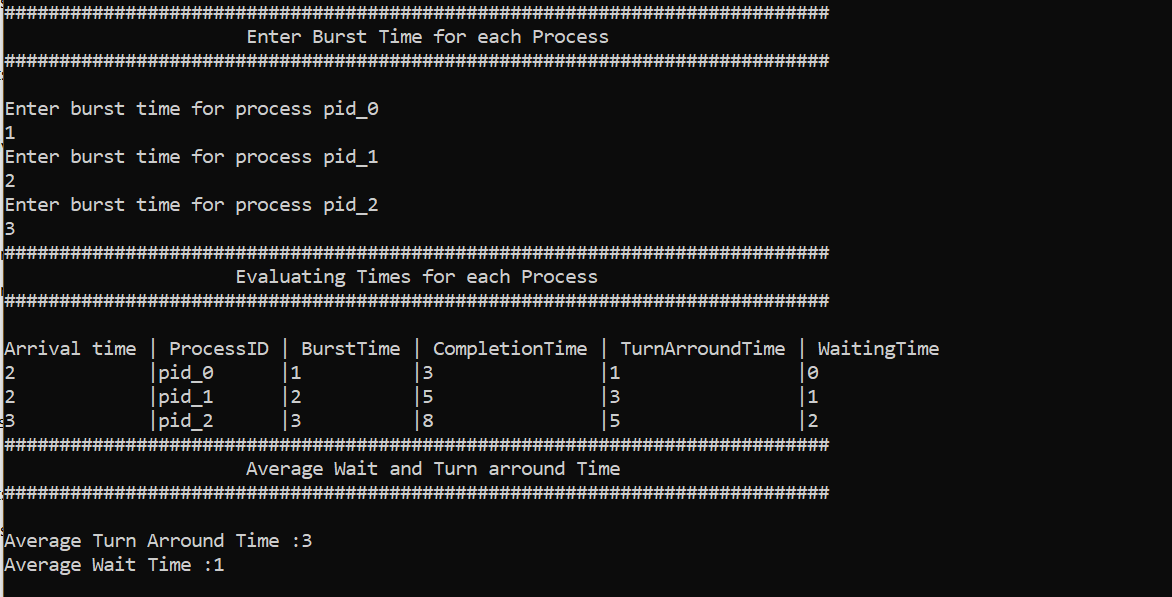 ###########################################################################
Enter Burst Time for each Process
###########################################################################
Enter burst time for process pid_0
1
Enter burst time for process pid_1
2
Enter burst time for process pid_2
3
###########################################################################
Evaluating Times for each Process
###########################################################################
Arrival time | ProcessID | BurstTime | CompletionTime | TurnArroundTime | WaitingTime
2 |pid_0 |1 |3 |1 |0
2 |pid_1 |2 |5 |3 |1
3 |pid_2 |3 |8 |5 |2
###########################################################################
Average Wait and Turn arround Time
###########################################################################
Average Turn Arround Time :3
Average Wait Time :1